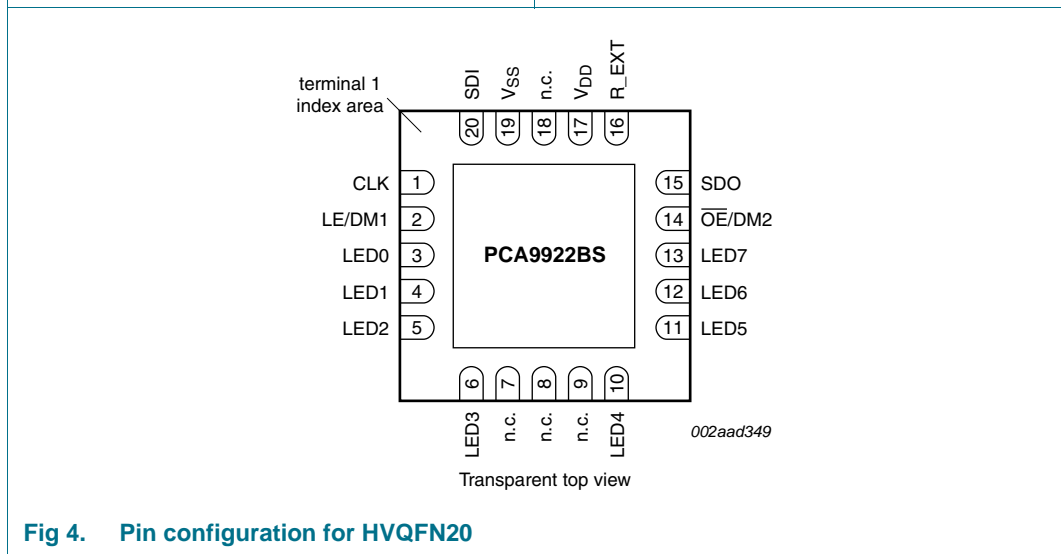 terminal 1
index area
SDI
VSS
n.c.
VDD
R_EXT
20
19
18
17
16
CLK 1
LE/DM1 2
LED0 3
LED1 4
LED2 5
PCA9922BS
15 SDO
14 OE/DM2
13 LED7
12 LED6
11 LED5
6
7
8
9
10
LED3
n.c.
n.c.
n.c.
LED4
002aad349
Transparent top view
Fig 4. Pin configuration for HVQFN20